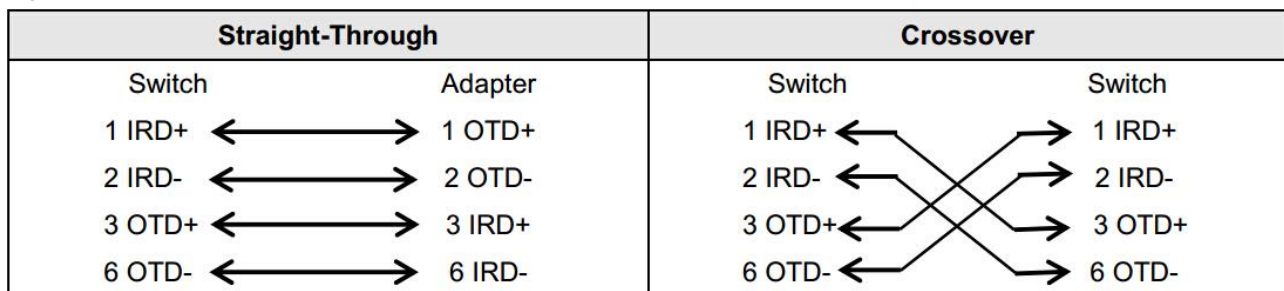 Straight-Through Crossover
Switch Adapter Switch Switch
1 IRD+ 1 OTD+ 1 IRD+ 1 IRD+
2 IRD- 2 OTD- 2 IRD- 2 IRD-
3 OTD+ 3 IRD+ 3 OTD+ 3 OTD+
6 OTD- 6 IRD- 6 OTD- 6 OTD-